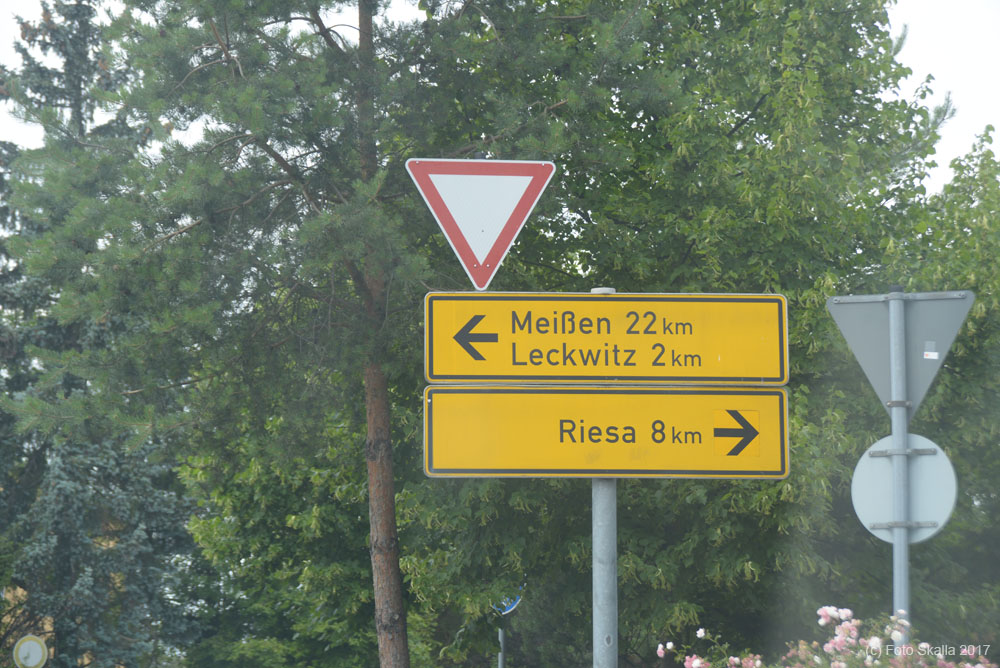 Meißen 22 km
Leckwitz 2 km
Riesa 8 km
(c) Foto Skalla 2017